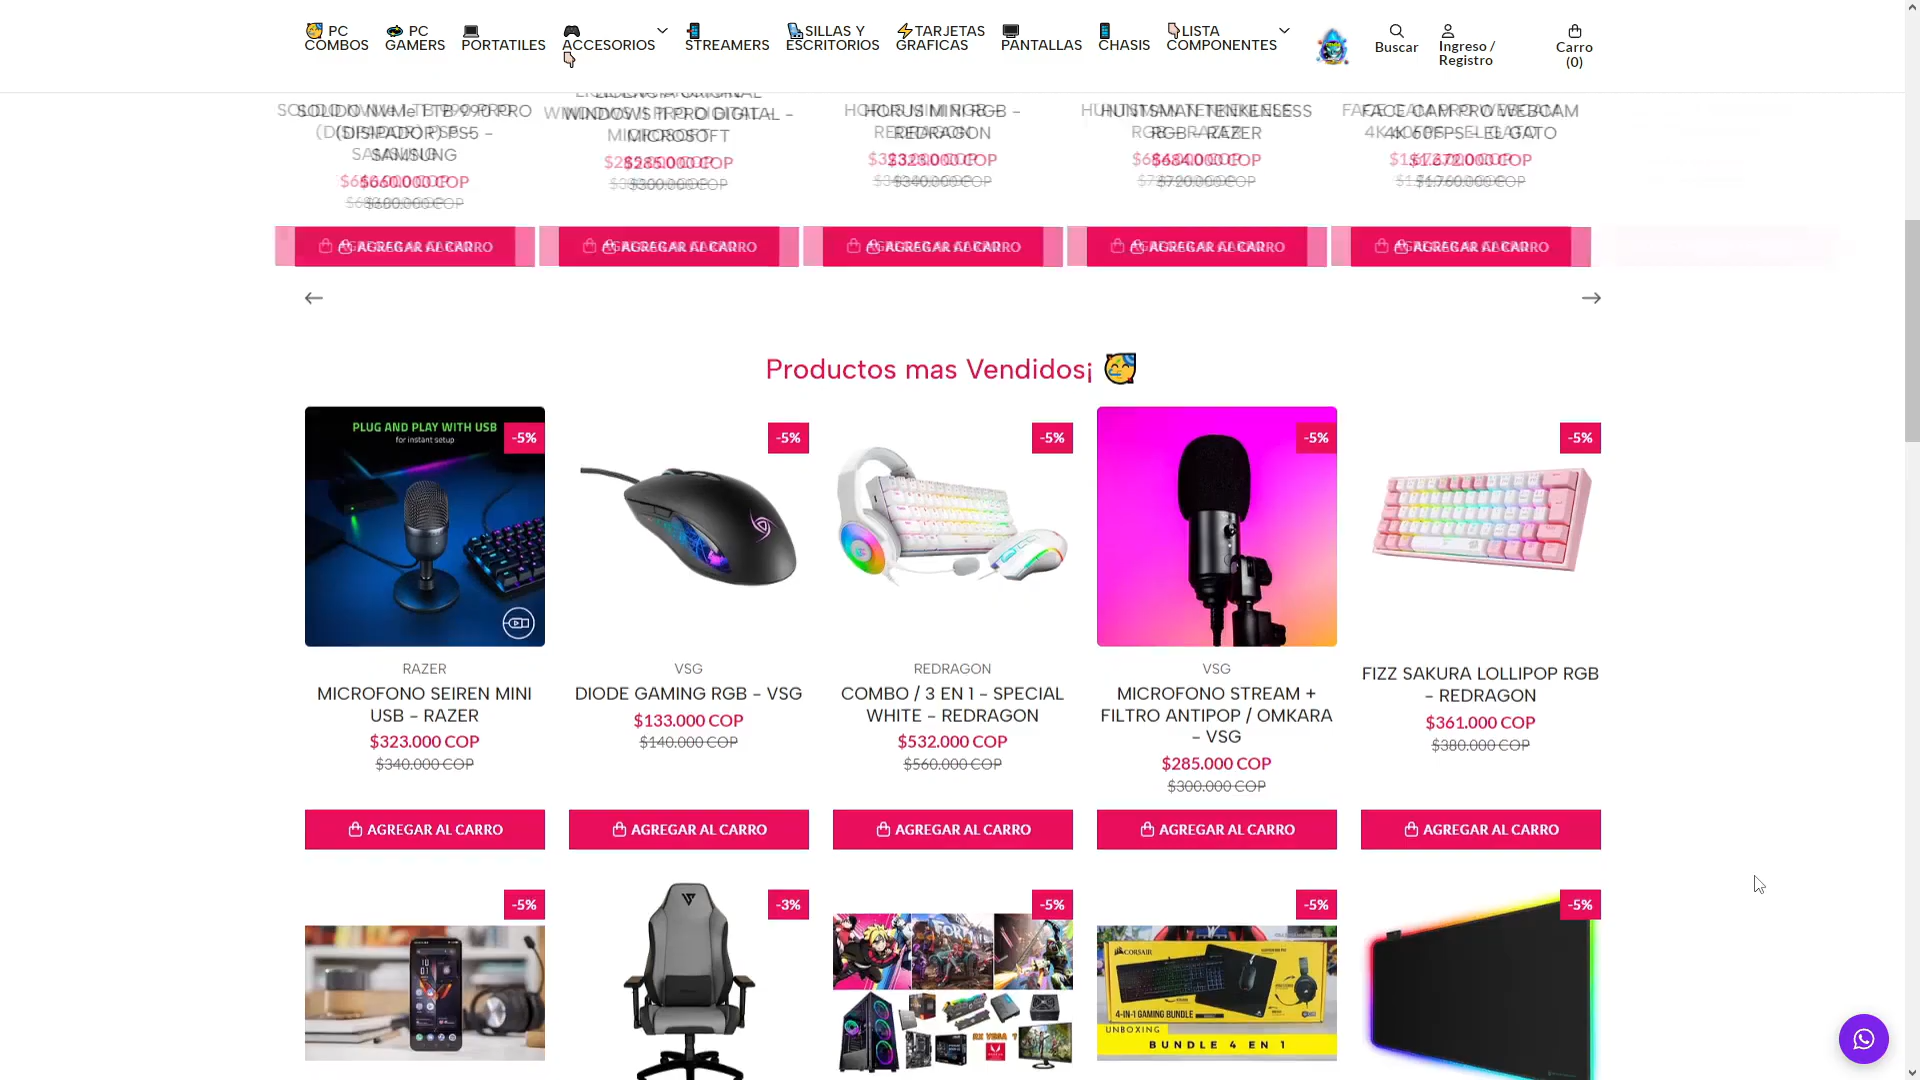 PC COMBOS
PC GAMERS
PORTATILES
ACCESORIOS
STREAMERS
SILLAS Y ESCRITORIOS
TARJETAS GRAFICAS
PANTALLAS
CHASIS
LISTA COMPONENTES
Buscar
Ingreso / Registro
Carro (0)
SOLIDO NVMe 1TB 990 PRO
(DISIPADOR) PS5 -
SAMSUNG
$660.000 COP
$680.000 COP
WINDOWS 11 PRO DIGITAL -
MICROSOFT
$285.000 COP
$300.000 COP
HORUS MINI RGB -
REDRAGON
$323.000 COP
$340.000 COP
HUNTSMAN TENKELESS
RGB - RAZER
$684.000 COP
$720.000 COP
FACE CAM PRO WEBCAM
4K 60FPS - EL GATO
$1.672.000 COP
$1.760.000 COP
AGREGAR AL CARRO
AGREGAR AL CARRO
AGREGAR AL CARRO
AGREGAR AL CARRO
AGREGAR AL CARRO
Productos mas Vendidos¡
PLUG AND PLAY WITH USB
for instant setup
-5%
-5%
-5%
-5%
-5%
RAZER
MICROFONO SEIREN MINI
USB - RAZER
$323.000 COP
$340.000 COP
VSG
DIODE GAMING RGB - VSG
$133.000 COP
$140.000 COP
REDRAGON
COMBO / 3 EN 1 - SPECIAL
WHITE - REDRAGON
$532.000 COP
$560.000 COP
VSG
MICROFONO STREAM +
FILTRO ANTIPOP / OMKARA
- VSG
$285.000 COP
$300.000 COP
FIZZ SAKURA LOLLIPOP RGB
- REDRAGON
$361.000 COP
$380.000 COP
AGREGAR AL CARRO
AGREGAR AL CARRO
AGREGAR AL CARRO
AGREGAR AL CARRO
AGREGAR AL CARRO
-5%
-3%
-5%
-5%
-5%
CORSAIR
4-IN-1 GAMING BUNDLE
UNBOXING
BUNDLE 4 EN 1